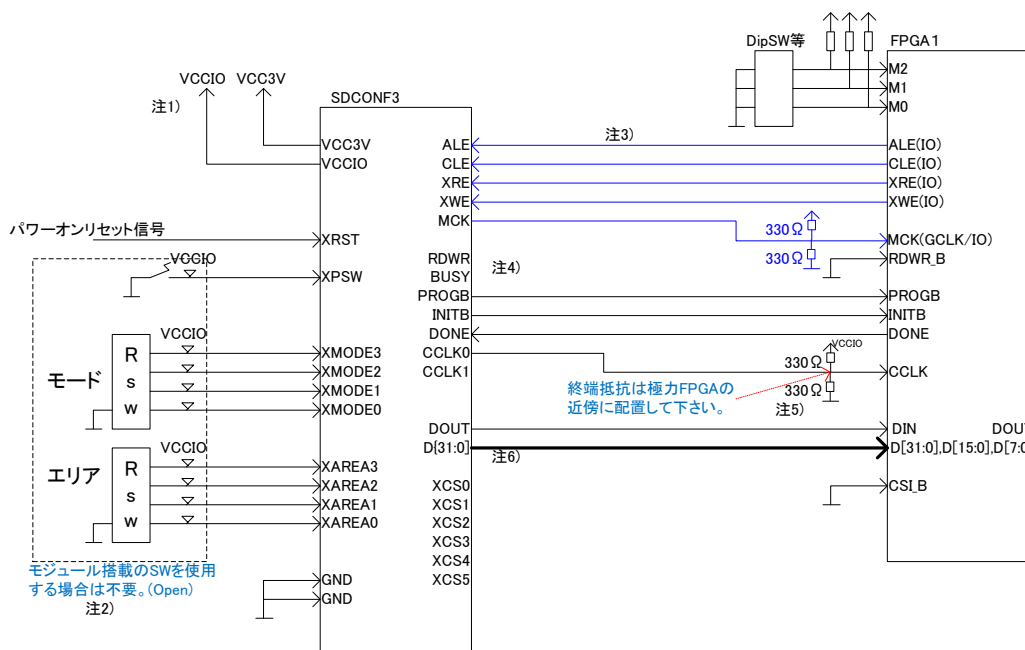 DipSW等
FPGA1
M2
M1
M0
VCCIO
VCC3V
注1)
SDCONF3
VCC3V
VCCIO
ALE
CLE
XRE
XWE
MCK
注3)
ALE(IO)
CLE(IO)
XRE(IO)
XWE(IO)
330Ω
330Ω
MCK(GCLK/IO)
RDWR_B
パワーオンリセット信号
XRST
VCCIO
XPSW
RDWR
BUSY
注4)
PROGB
INITB
DONE
CCLK0
CCLK1
PROGB
INITB
DONE
VCCIO
330Ω
330Ω
CCLK
終端抵抗は極力FPGAの
近傍に配置して下さい。
注5)
モード
R
s
w
VCCIO
XMODE3
XMODE2
XMODE1
XMODE0
DOUT
D[31:0]
注6)
DIN
DOUT
D[31:0],D[15:0],D[7:0
エリア
R
s
w
VCCIO
XAREA3
XAREA2
XAREA1
XAREA0
XCS0
XCS1
XCS2
XCS3
XCS4
XCS5
CSI_B
モジュール搭載のSWを使用
する場合は不要。(Open)
注2)
GND
GND